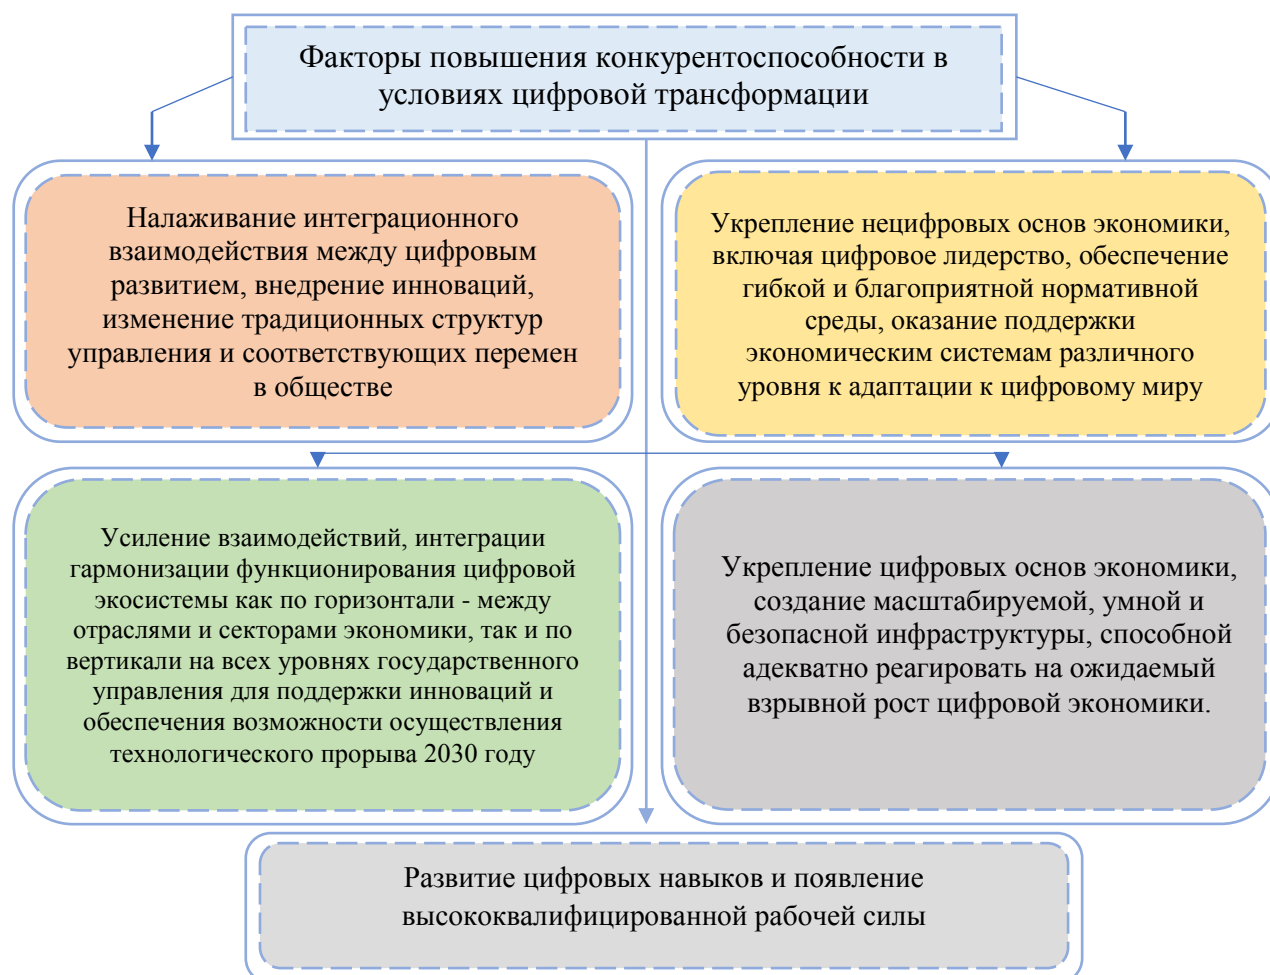 Факторы повышения конкурентоспособности в
условиях цифровой трансформации
Налаживание интеграционного
взаимодействия между цифровым
развитием, внедрение инноваций,
изменение традиционных структур
управления и соответствующих перемен
в обществе
Укрепление нецифровых основ экономики,
включая цифровое лидерство, обеспечение
гибкой и благоприятной нормативной
среды, оказание поддержки
экономическим системам различного
уровня к адаптации к цифровому миру
Усиление взаимодействий, интеграции
гармонизации функционирования цифровой
экосистемы как по горизонтали - между
отраслями и секторами экономики, так и по
вертикали на всех уровнях государственного
управления для поддержки инноваций и
обеспечения возможности осуществления
технологического прорыва 2030 году
Укрепление цифровых основ экономики,
создание масштабируемой, умной и
безопасной инфраструктуры, способной
адекватно реагировать на ожидаемый
взрывной рост цифровой экономики.
Развитие цифровых навыков и появление
высококвалифицированной рабочей силы